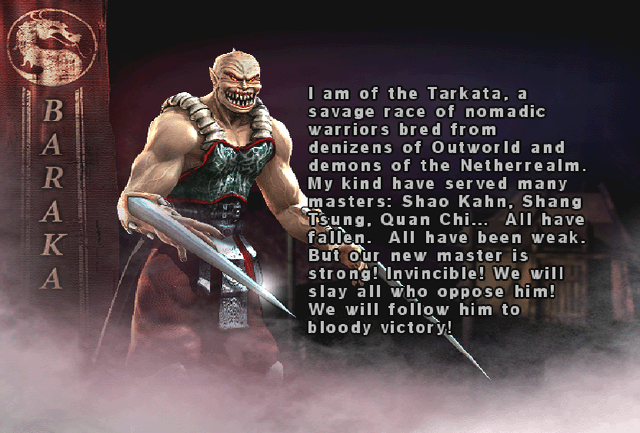 BARAKA
I am of the Tarkata, a
savage race of nomadic
warriors bred from
denizens of Outworld and
demons of the Netherrealm.
My kind have served many
masters: Shao Kahn, Shang
Tsung, Quan Chi... All have
fallen. All have been weak.
But our new master is
strong! Invincible! We will
slay all who oppose him!
We will follow him to
bloody victory!